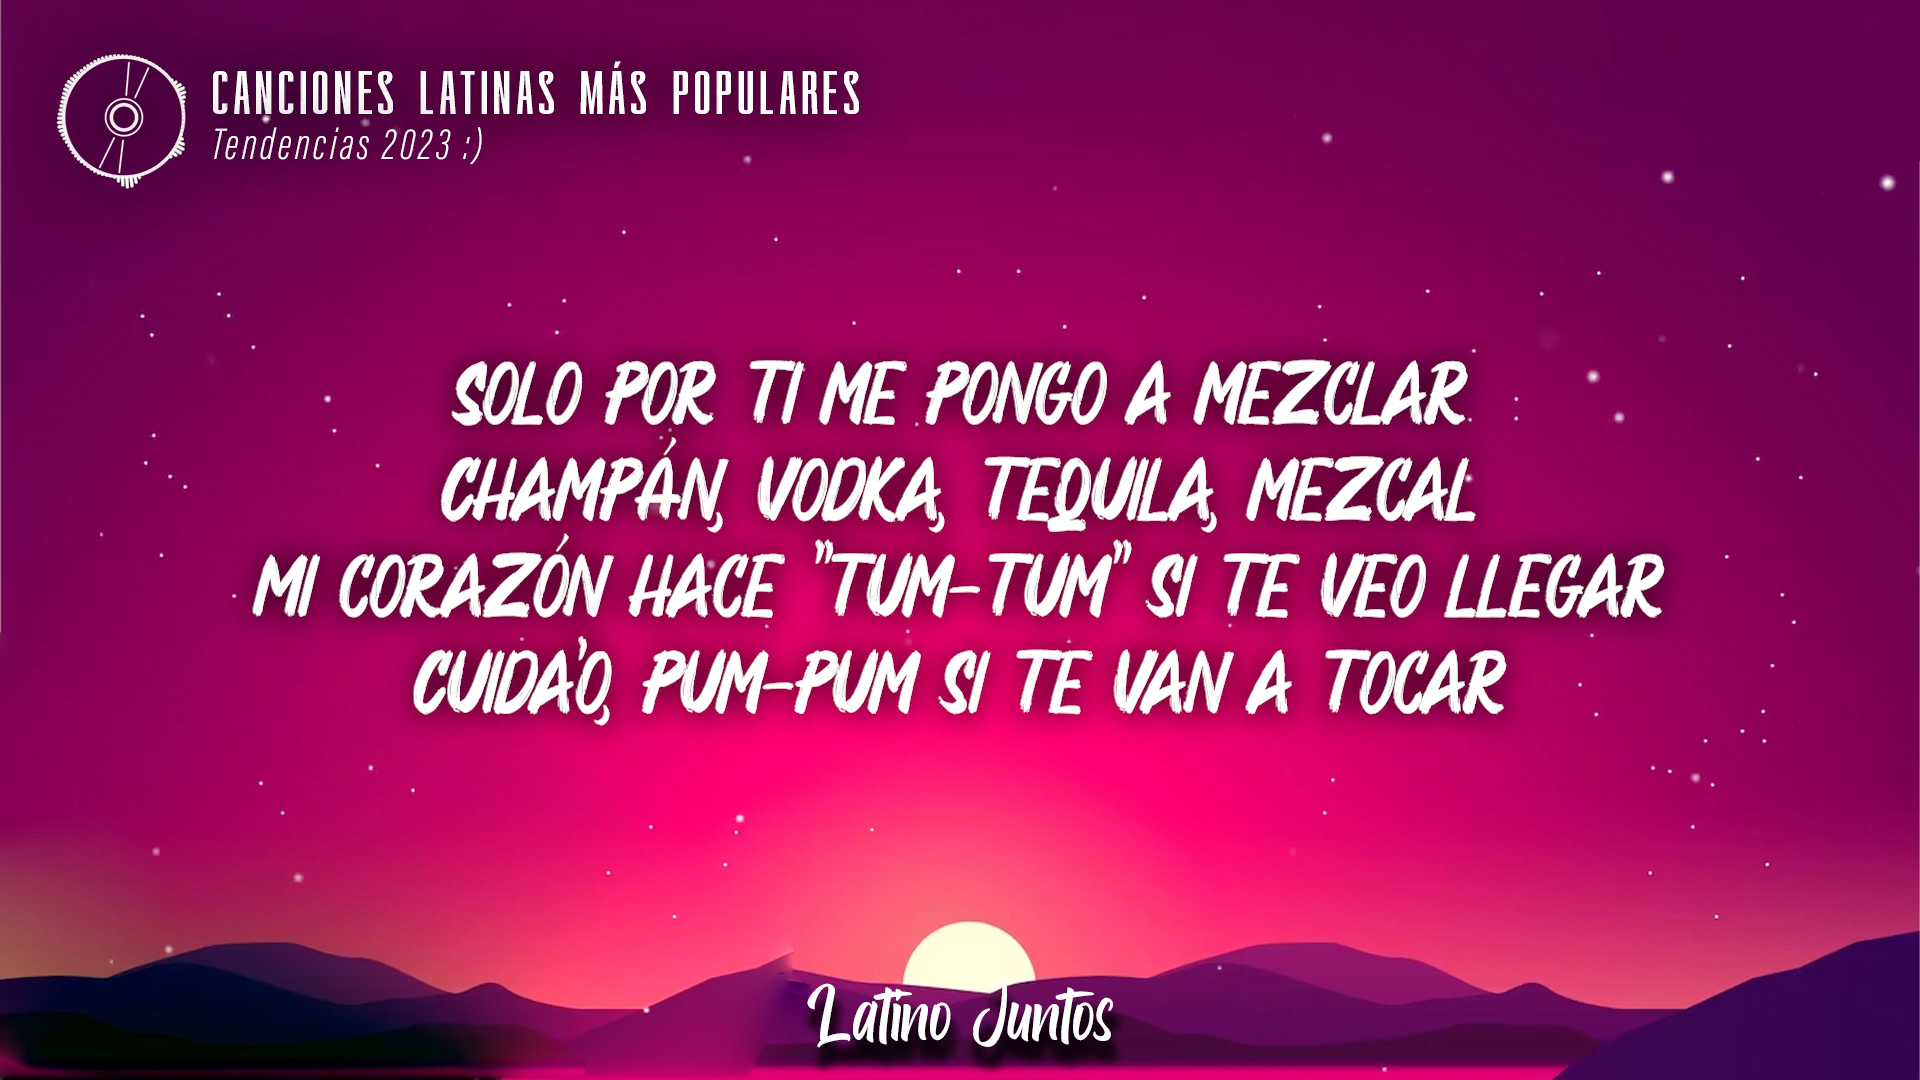 CANCIONES LATINAS MÁS POPULARES
Tendencias 2023 :)
SOLO POR TI ME PONGO A MEZCLAR
CHAMPÁN, VODKA, TEQUILA, MEZCAL
MI CORAZÓN HACE "TUM-TUM" SI TE VEO LLEGAR
CUIDA'O, PUM-PUM SI TE VAN A TOCAR
Latino Juntos